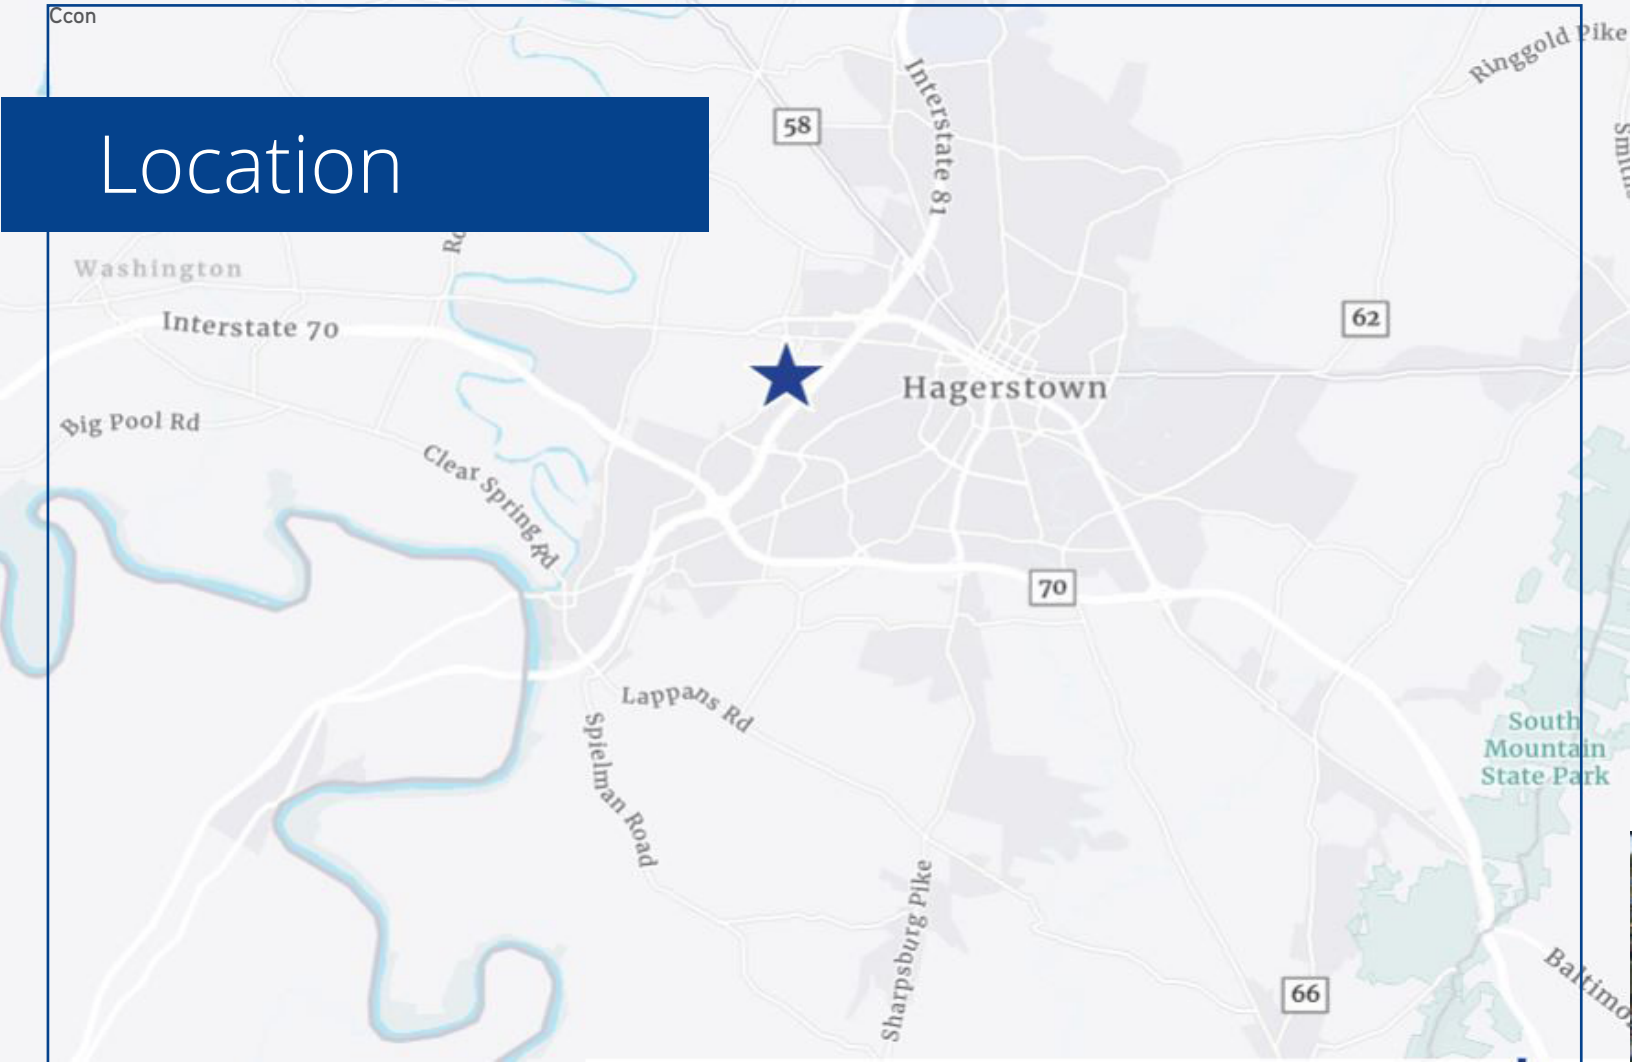 Ccon
Ringgold Pike
Interstate 81
58
Location
Washington
Interstate 70
62
Hagerstown
Big Pool Rd
Clear Spring Rd
70
Lappans Rd
Spielman Road
South
Mountain
State Park
Sharpsburg Pike
66